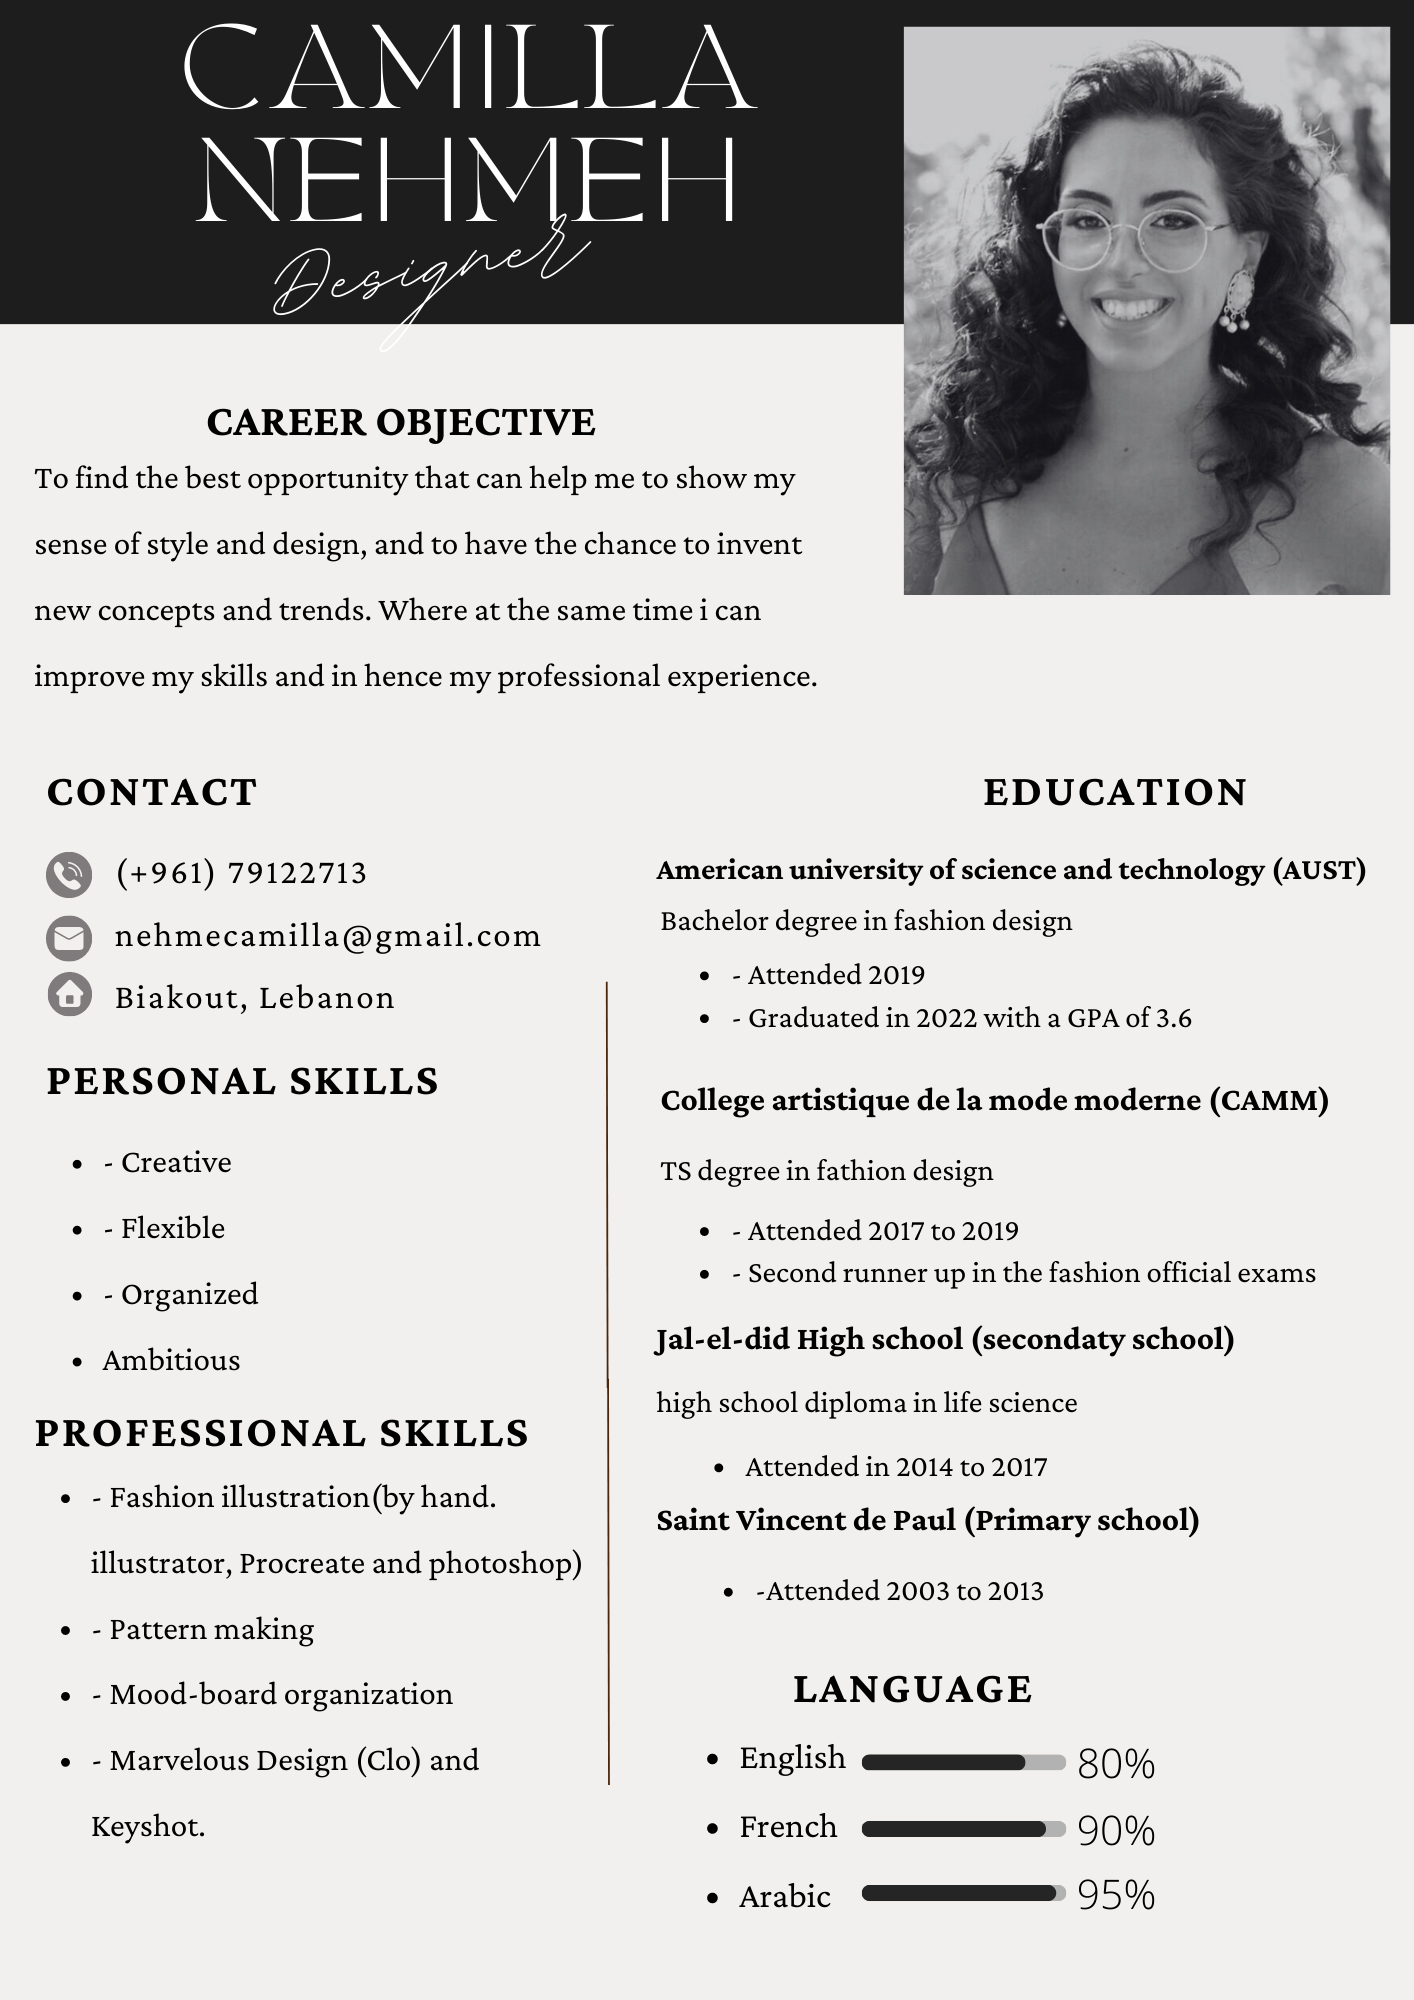 CAMILLA
NEHMEH
Designer
CAREER OBJECTIVE
To find the best opportunity that can help me to show my
sense of style and design, and to have the chance to invent
new concepts and trends. Where at the same time i can
improve my skills and in hence my professional experience.
CONTACT
(+961) 79122713
nehmecamilla@gmail.com
Biakout, Lebanon
PERSONAL SKILLS
• - Creative
• - Flexible
• - Organized
• Ambitious
PROFESSIONAL SKILLS
• - Fashion illustration(by hand.
illustrator, Procreate and photoshop)
• - Pattern making
• - Mood-board organization
• - Marvelous Design (Clo) and
Keyshot.
EDUCATION
American university of science and technology (AUST)
Bachelor degree in fashion design
• - Attended 2019
• - Graduated in 2022 with a GPA of 3.6
College artistique de la mode moderne (CAMM)
TS degree in fathion design
• - Attended 2017 to 2019
• - Second runner up in the fashion official exams
Jal-el-did High school (secondaty school)
high school diploma in life science
• Attended in 2014 to 2017
Saint Vincent de Paul (Primary school)
• -Attended 2003 to 2013
LANGUAGE
• English 80%
• French 90%
• Arabic 95%